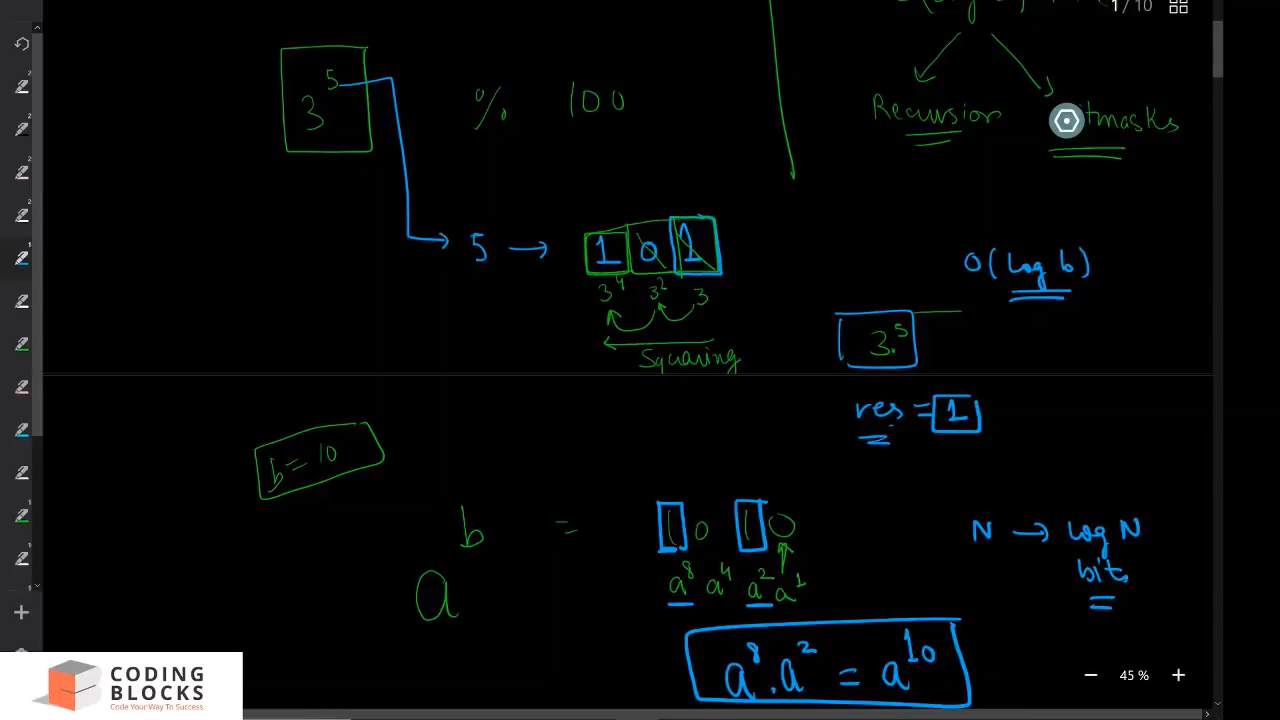 1 / 10
3^5 % 100
Recursion
tmasks
5 → 1 0 1
3^4 3^2 3
Squaring
O(log b)
3^5
res = 1
b = 10
a^b = 1 0 1 0
a^8 a^4 a^2 a^1
N → log N
bits
a^8 . a^2 = a^10
45 %
CODING
BLOCKS
Code Your Way To Success